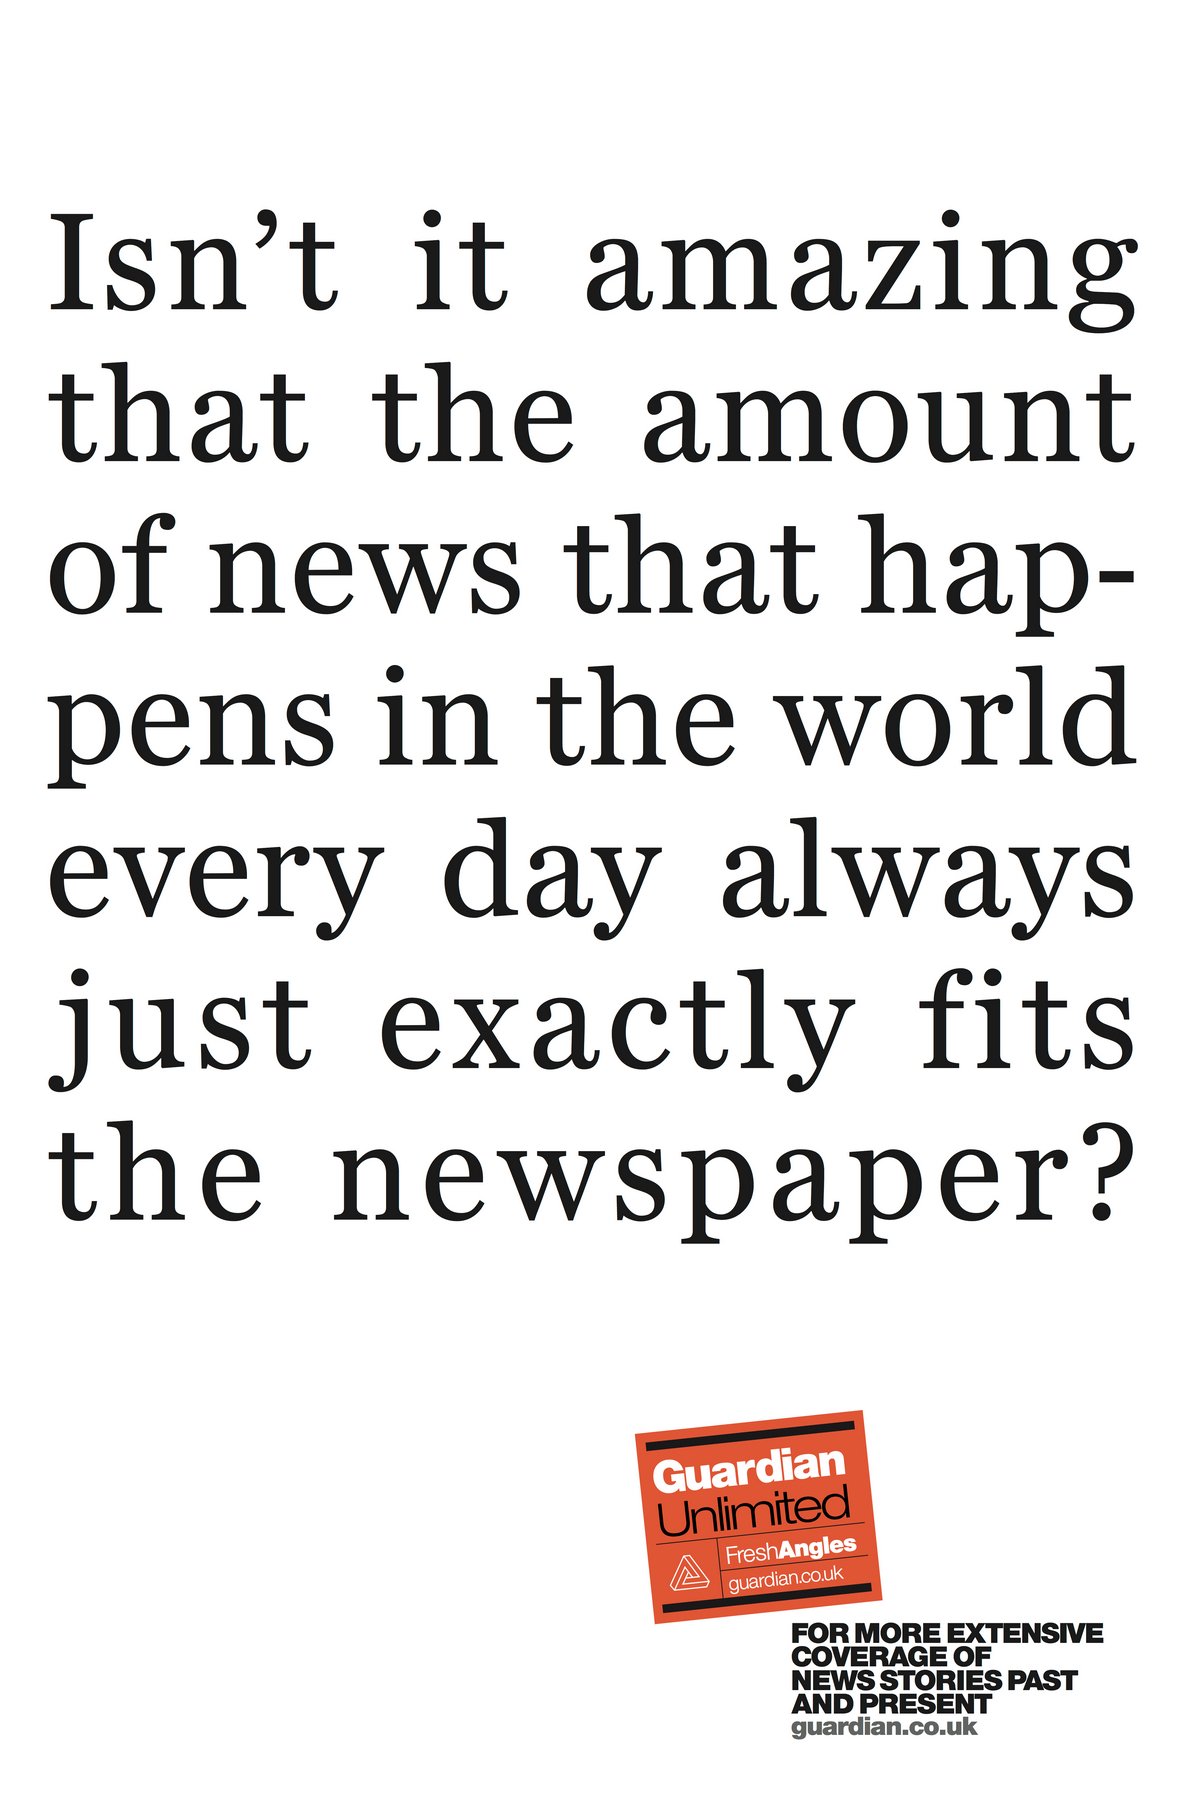 Isn’t it amazing
that the amount
of news that hap-
pens in the world
every day always
just exactly fits
the newspaper?
Guardian
Unlimited
FreshAngles
guardian.co.uk
FOR MORE EXTENSIVE
COVERAGE OF
NEWS STORIES PAST
AND PRESENT
guardian.co.uk